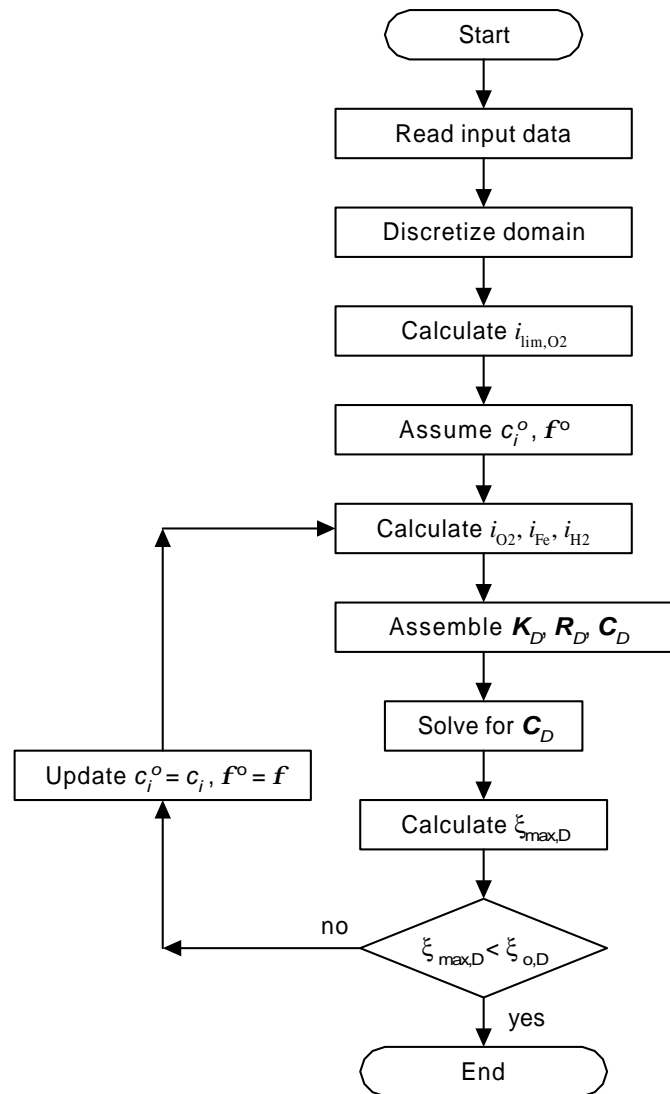 Start
Read input data
Discretize domain
Calculate i_lim,O2
Assume c_i^o, f^o
Calculate i_O2, i_Fe, i_H2
Assemble K_D, R_D, C_D
Solve for C_D
Update c_i^o = c_i, f^o = f
Calculate ξ_max,D
no
ξ_max,D < ξ_o,D
yes
End